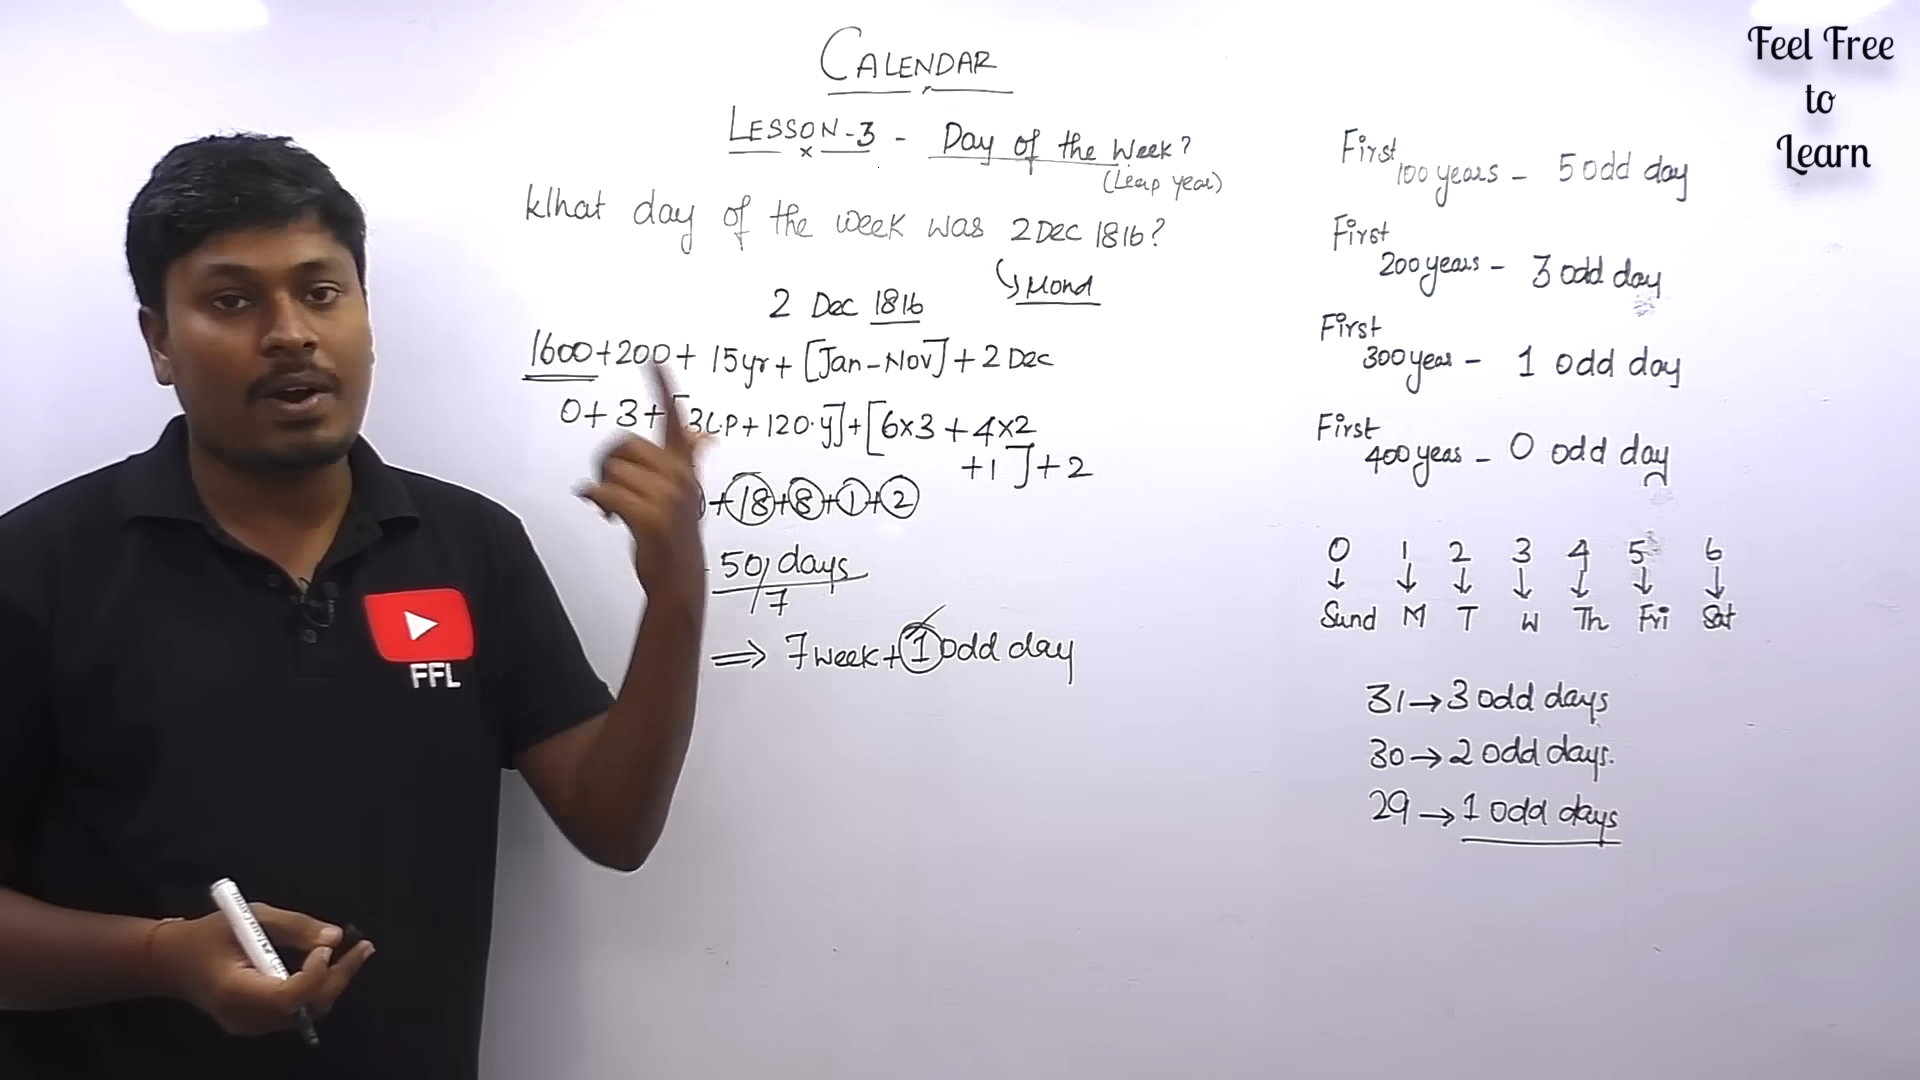 CALENDAR
LESSON-3 - Day of the Week?
(Leap year)
What day of the week was 2 Dec 1816?
Mond
2 Dec 1816
1600+200+ 15yr+ [Jan-Nov] + 2 Dec
0+ 3+ [3L.P+ 12O.y]+[6x3 + 4x2
+1] +2
+18+8+1+2
50 days
/7
⇒ 7 week + 1 odd day
Feel Free
to
Learn
First
100 years - 5 odd day
First
200 years - 3 odd day
First
300 year - 1 odd day
First
400 yeas - 0 odd day
0 1 2 3 4 5 6
↓ ↓ ↓ ↓ ↓ ↓ ↓
Sund M T W Th Fri Sat
31→3 odd days
30→2 odd days.
29→1 odd days
FFL